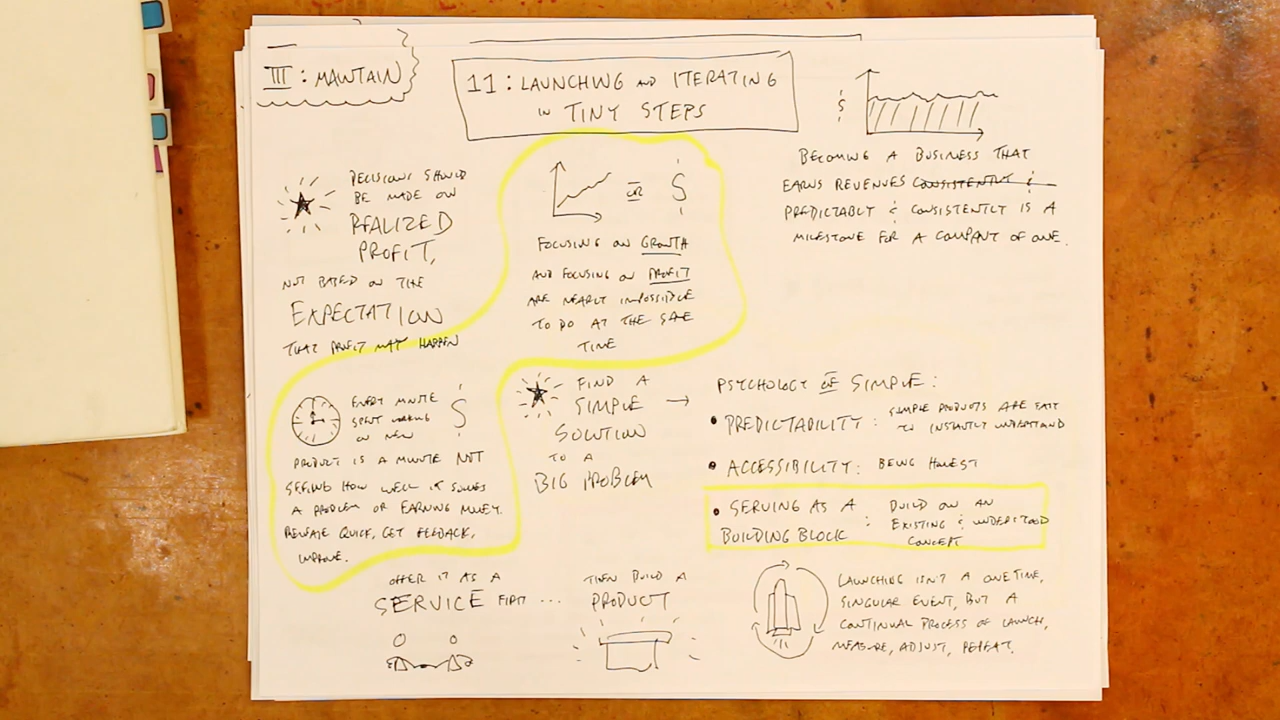 III: MAINTAIN
11: LAUNCHING AND ITERATING
IN TINY STEPS
$
BECOMING A BUSINESS THAT
EARNS REVENUES CONSISTENTLY &
PREDICTABLY & CONSISTENTLY IS A
MILESTONE FOR A COMPANY OF ONE.
DECISIONS SHOULD
BE MADE ON
REALIZED
PROFIT,
NOT BASED ON THE
EXPECTATION
THAT PROFIT MAY HAPPEN
OR $
FOCUSING ON GROWTH
AND FOCUSING ON PROFIT
ARE NEARLY IMPOSSIBLE
TO DO AT THE SAE
TIME
EVERY MINUTE
SPENT WORKING
ON NEW
$
PRODUCT IS A MINUTE NOT
SEEING HOW WELL IT SOLVES
A PROBLEM OR EARNING MONEY.
RELEASE QUICK, GET FEEDBACK,
IMPROVE.
FIND A
SIMPLE →
SOLUTION
TO A
BIG PROBLEM
PSYCHOLOGY OF SIMPLE:
• PREDICTABILITY: SIMPLE PRODUCTS ARE EASY
TO INSTANTLY UNDERSTAND
• ACCESSIBILITY: BEING HONEST
• SERVING AS A
BUILDING BLOCK
: BUILD ON AN
EXISTING & UNDERSTOOD
CONCEPT
OFFER IT AS A
SERVICE FIRST ...
THEN BUILD A
PRODUCT
LAUNCHING ISN'T A ONE TIME,
SINGULAR EVENT, BUT A
CONTINUAL PROCESS OF LAUNCH,
MEASURE, ADJUST, REPEAT.